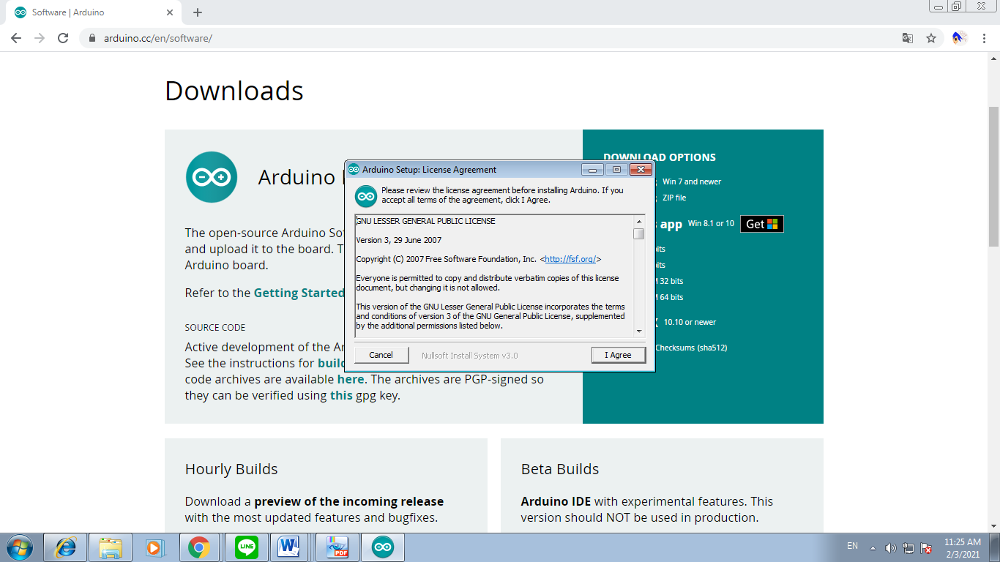 Software | Arduino
arduino.cc/en/software/
Downloads
Arduino
DOWNLOAD OPTIONS
Win 7 and newer
ZIP file
app Win 8.1 or 10 Get
32 bits
64 bits
10.10 or newer
Checksums (sha512)
The open-source Arduino
and upload it to the board.
Arduino board.
Refer to the Getting Started
SOURCE CODE
Active development of the
See the instructions for
code archives are available here. The archives are PGP-signed so
they can be verified using this gpg key.
Arduino Setup: License Agreement
Please review the license agreement before installing Arduino. If you
accept all terms of the agreement, click I Agree.
GNU LESSER GENERAL PUBLIC LICENSE
Version 3, 29 June 2007
Copyright (C) 2007 Free Software Foundation, Inc. <http://fsf.org/>
Everyone is permitted to copy and distribute verbatim copies of this license
document, but changing it is not allowed.
This version of the GNU Lesser General Public License incorporates the terms
and conditions of version 3 of the GNU General Public License, supplemented
by the additional permissions listed below.
Cancel
Nullsoft Install System v3.0
I Agree
Hourly Builds
Download a preview of the incoming release
with the most updated features and bugfixes.
Beta Builds
Arduino IDE with experimental features. This
version should NOT be used in production.
LINE
W
PDF
EN
11:25 AM
2/3/2021